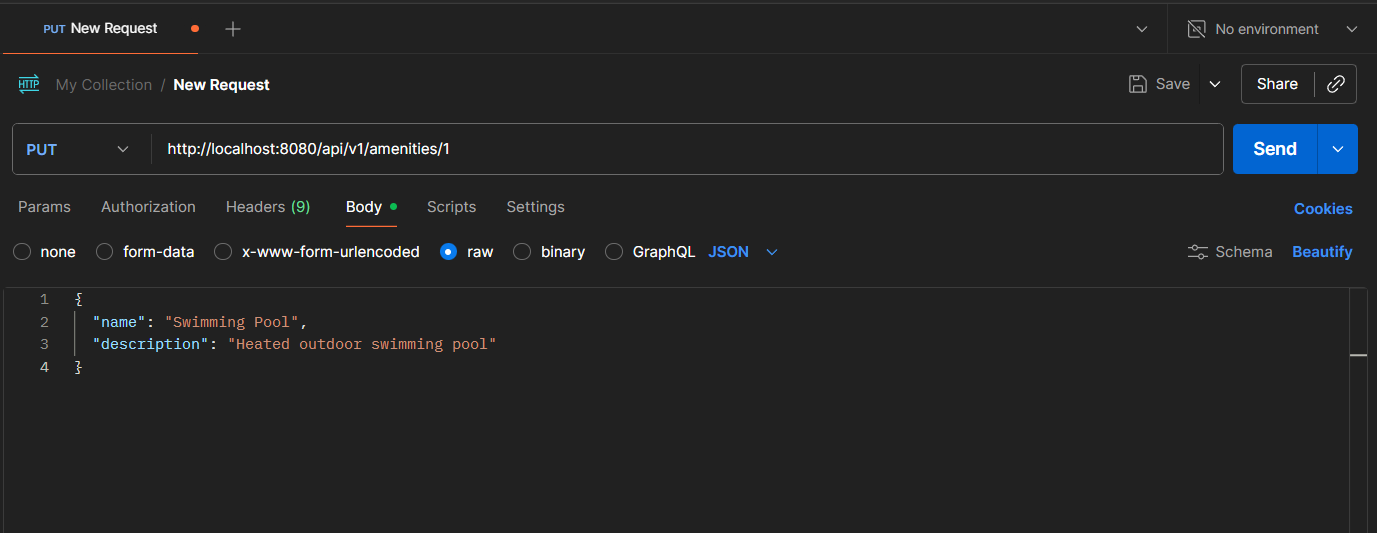 PUT New Request
No environment
HTTP My Collection / New Request
Save
Share
PUT http://localhost:8080/api/v1/amenities/1
Send
Params Authorization Headers (9) Body Scripts Settings
Cookies
none form-data x-www-form-urlencoded raw binary GraphQL JSON
Schema Beautify
1 {
2 "name": "Swimming Pool",
3 "description": "Heated outdoor swimming pool"
4 }